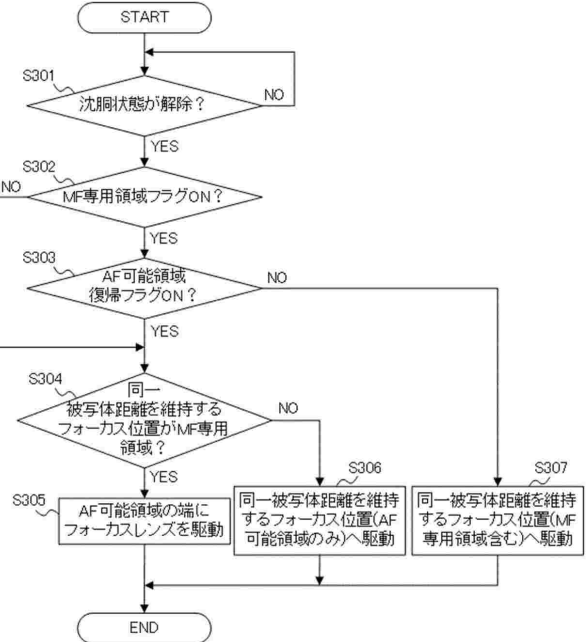 START
S301
沈胴状態が解除？
NO
YES
S302
NO
MF専用領域フラグON？
YES
S303
AF可能領域
復帰フラグON？
NO
YES
S304
同一
被写体距離を維持する
フォーカス位置がMF専用
領域？
NO
YES
S305
AF可能領域の端に
フォーカスレンズを駆動
S306
同一被写体距離を維持
するフォーカス位置(AF
可能領域のみ)へ駆動
S307
同一被写体距離を維持
するフォーカス位置(MF
専用領域含む)へ駆動
END